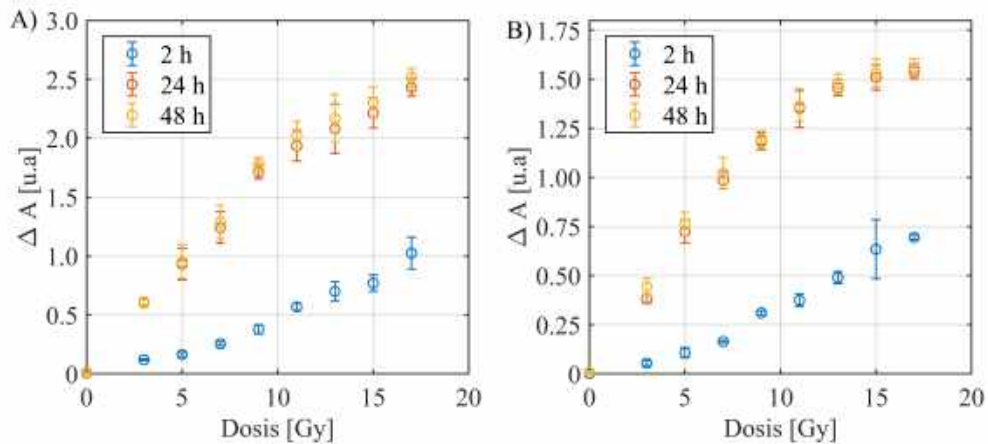 A)
3.0
2.5
2.0
1.5
1.0
0.5
0
Δ A [u.a]
2 h
24 h
48 h
0 5 10 15 20
Dosis [Gy]
B)
1.75
1.50
1.25
1.00
0.75
0.50
0.25
0
Δ A [u.a]
2 h
24 h
48 h
0 5 10 15 20
Dosis [Gy]